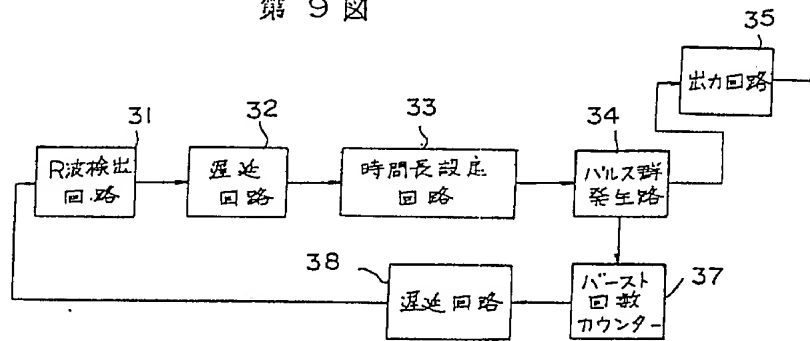 第9図
35
出力回路
31
32
33
34
R波検出
回路
遅延
回路
時間長設定
回路
パルス群
発生路
38
遅延回路
バースト
回数
カウンター
37